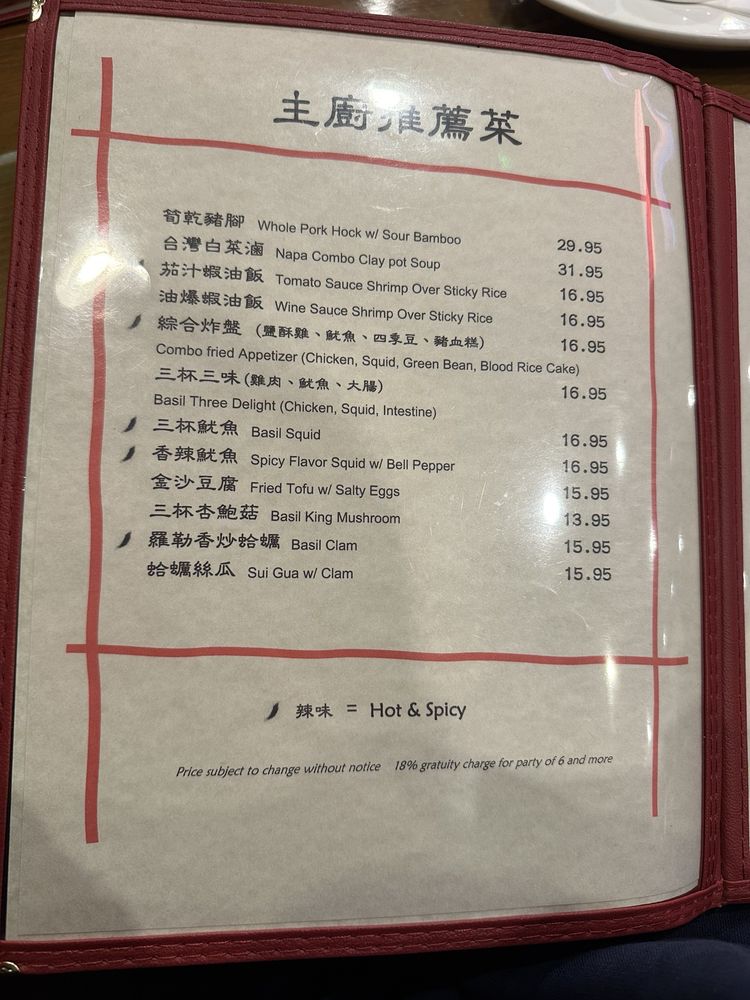 主廚推薦菜
筍乾豬腳 Whole Pork Hock w/ Sour Bamboo 29.95
台灣白菜滷 Napa Combo Clay pot Soup 31.95
茄汁蝦油飯 Tomato Sauce Shrimp Over Sticky Rice 16.95
油爆蝦油飯 Wine Sauce Shrimp Over Sticky Rice 16.95
綜合炸盤 (鹽酥雞、魷魚、四季豆、豬血糕) 16.95
Combo fried Appetizer (Chicken, Squid, Green Bean, Blood Rice Cake)
三杯三味(雞肉、魷魚、大腸) 16.95
Basil Three Delight (Chicken, Squid, Intestine)
三杯魷魚 Basil Squid 16.95
香辣魷魚 Spicy Flavor Squid w/ Bell Pepper 16.95
金沙豆腐 Fried Tofu w/ Salty Eggs 15.95
三杯杏鮑菇 Basil King Mushroom 13.95
羅勒香炒蛤蠣 Basil Clam 15.95
蛤蠣絲瓜 Sui Gua w/ Clam 15.95
辣味 = Hot & Spicy
Price subject to change without notice 18% gratuity charge for party of 6 and more